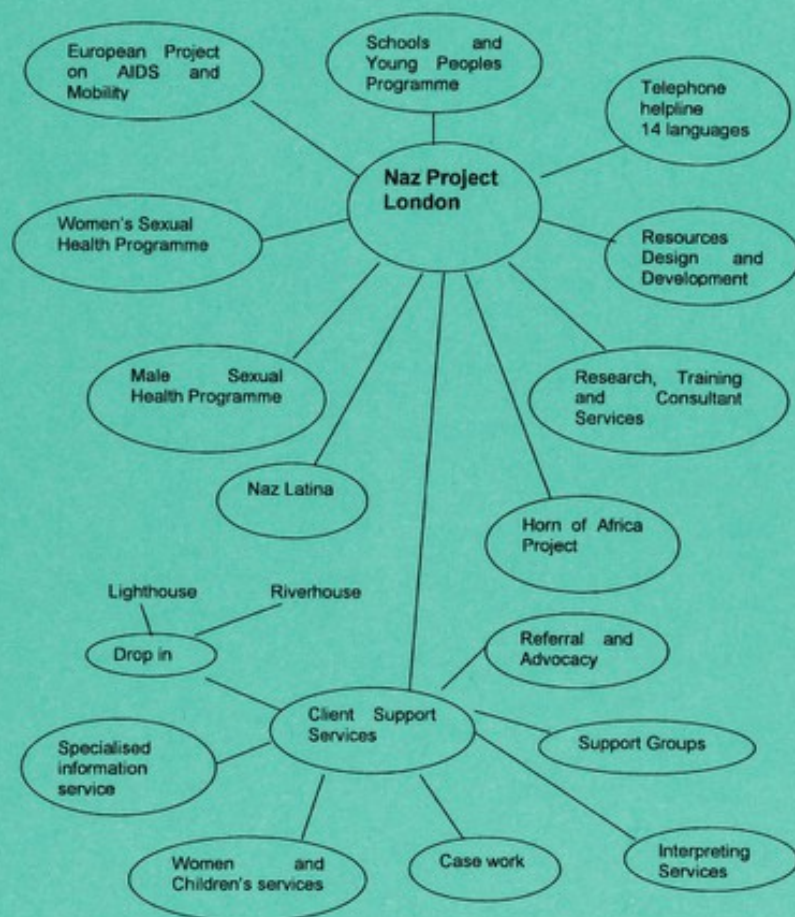 European Project
on AIDS and
Mobility
Schools and
Young Peoples
Programme
Telephone
helpline
14 languages
Naz Project
London
Women's Sexual
Health Programme
Resources
Design and
Development
Male Sexual
Health Programme
Research, Training
and Consultant
Services
Naz Latina
Horn of Africa
Project
Lighthouse
Riverhouse
Drop in
Referral and
Advocacy
Client Support
Services
Support Groups
Specialised
information
service
Women and
Children's services
Case work
Interpreting
Services